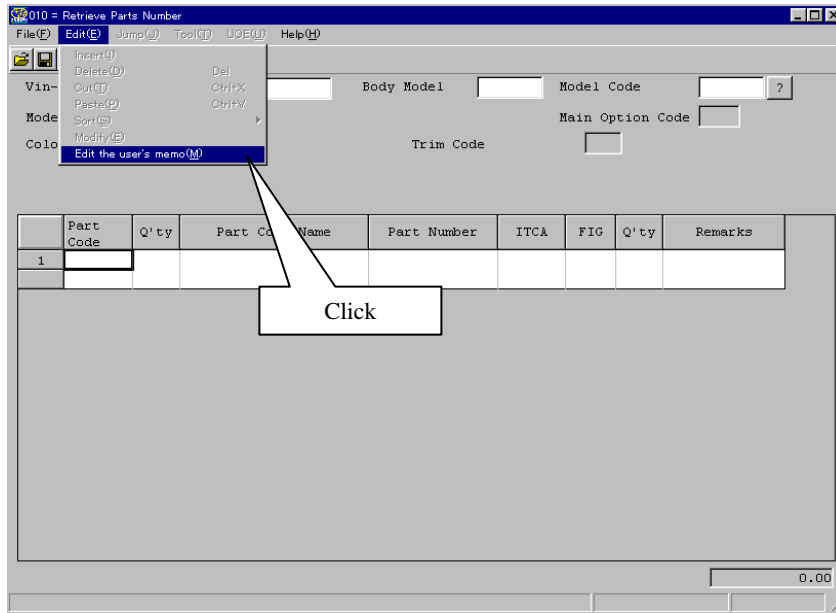 010 = Retrieve Parts Number
File(F) Edit(E) Jump(J) Tool(T) UOE(U) Help(H)
Insert(I)
Delete(D) Del
Cut(T) Ctrl+X
Paste(P) Ctrl+V
Sort(S)
Modify(E)
Edit the user's memo(M)
Vin- Body Model Model Code ?
Mode Main Option Code
Colo Trim Code
Part Code Q'ty Part Co Name Part Number ITCA FIG Q'ty Remarks
1
Click
0.00